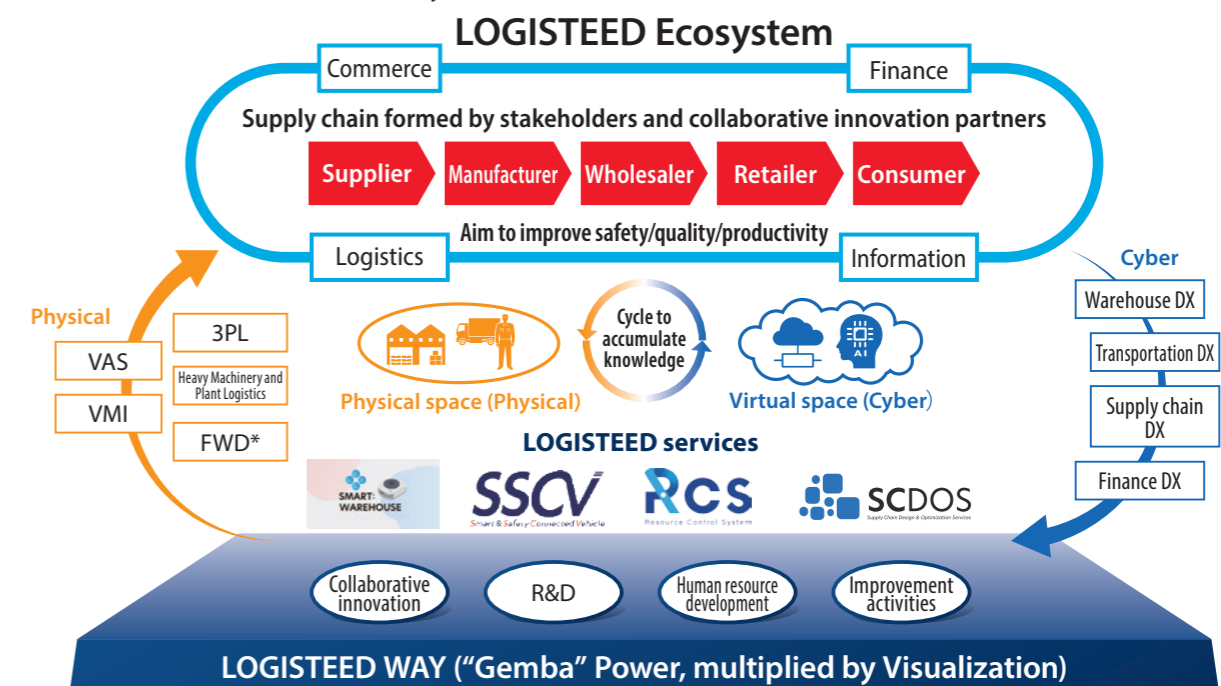 LOGISTEED Ecosystem
Commerce
Finance
Supply chain formed by stakeholders and collaborative innovation partners
Supplier
Manufacturer
Wholesaler
Retailer
Consumer
Aim to improve safety/quality/productivity
Logistics
Information
Physical
3PL
VAS
Heavy Machinery and
Plant Logistics
VMI
FWD*
Cycle to
accumulate
knowledge
AI
Physical space (Physical)
Virtual space (Cyber)
Cyber
Warehouse DX
Transportation DX
Supply chain
DX
Finance DX
LOGISTEED services
SMART:
WAREHOUSE
SSCV
Smart & Safety Connected Vehicle
RCS
Resource Control System
SCDOS
Supply Chain Design & Optimization Services
Collaborative
innovation
R&D
Human resource
development
Improvement
activities
LOGISTEED WAY (“Gemba” Power, multiplied by Visualization)